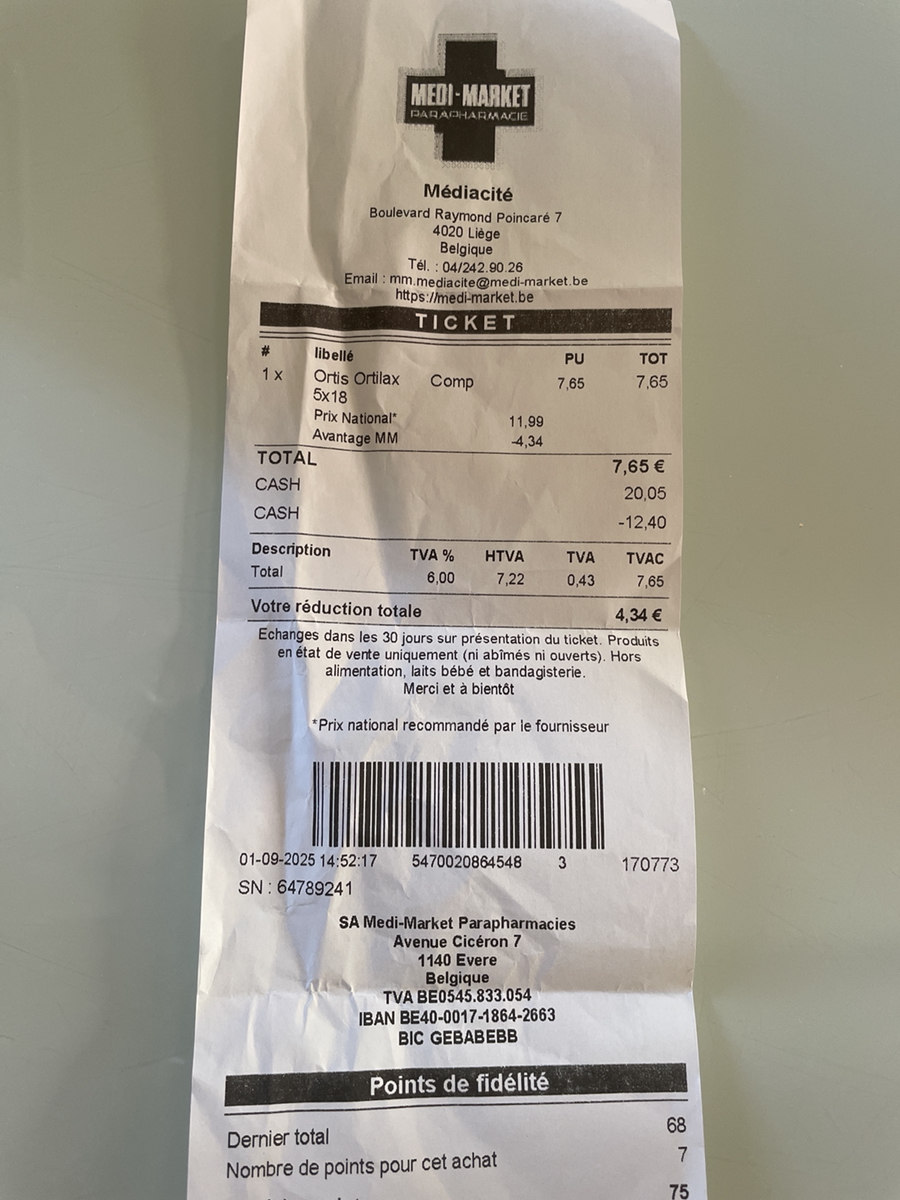 MEDI-MARKET
PARAPHARMACIE
Médiacité
Boulevard Raymond Poincaré 7
4020 Liège
Belgique
Tél. : 04/242.90.26
Email : mm.mediacite@medi-market.be
https://medi-market.be
TICKET
# libellé PU TOT
1 x Ortis Ortilax Comp 7,65 7,65
5x18
Prix National* 11,99
Avantage MM -4,34
TOTAL 7,65 €
CASH 20,05
CASH -12,40
Description TVA % HTVA TVA TVAC
Total 6,00 7,22 0,43 7,65
Votre réduction totale 4,34 €
Echanges dans les 30 jours sur présentation du ticket. Produits
en état de vente uniquement (ni abîmés ni ouverts). Hors
alimentation, laits bébé et bandagisterie.
Merci et à bientôt
*Prix national recommandé par le fournisseur
01-09-2025 14:52:17 5470020864548 3 170773
SN : 64789241
SA Medi-Market Parapharmacies
Avenue Cicéron 7
1140 Evere
Belgique
TVA BE0545.833.054
IBAN BE40-0017-1864-2663
BIC GEBABEBB
Points de fidélité
Dernier total 68
Nombre de points pour cet achat 7
75